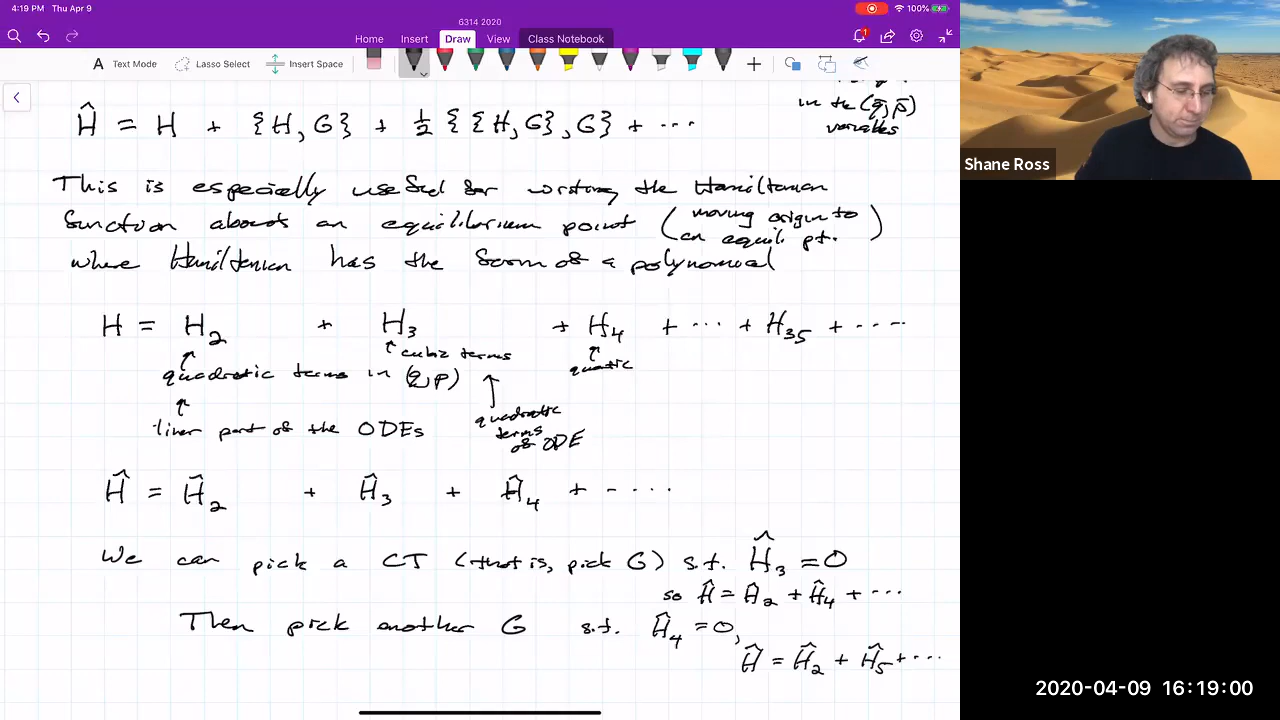 4:19 PM Thu Apr 9
100%
6314 2020
Home Insert Draw View Class Notebook
Text Mode Lasso Select Insert Space
in the (q̄, p̄)
variables
Ĥ = H + {H, G} + 1/2 {{H, G}, G} + ...
This is especially useful for writing the Hamiltonian
function about an equilibrium point (moving origin to
an equil. pt.)
where Hamiltonian has the form of a polynomial
H = H₂ + H₃ + H₄ + ... + H₃₅ + ....
↑ cubic terms
quadratic terms in (q, p)
↑ quartic
quadratic
terms
of ODE
linear part of the ODEs
Ĥ = Ĥ₂ + Ĥ₃ + Ĥ₄ + .....
We can pick a CT (that is, pick G) s.t. Ĥ₃ = 0
so Ĥ = Ĥ₂ + Ĥ₄ + ...
Then pick another G s.t. Ĥ₄ = 0,
Ĥ = Ĥ₂ + Ĥ₅ + ...
Shane Ross
2020-04-09 16:19:00